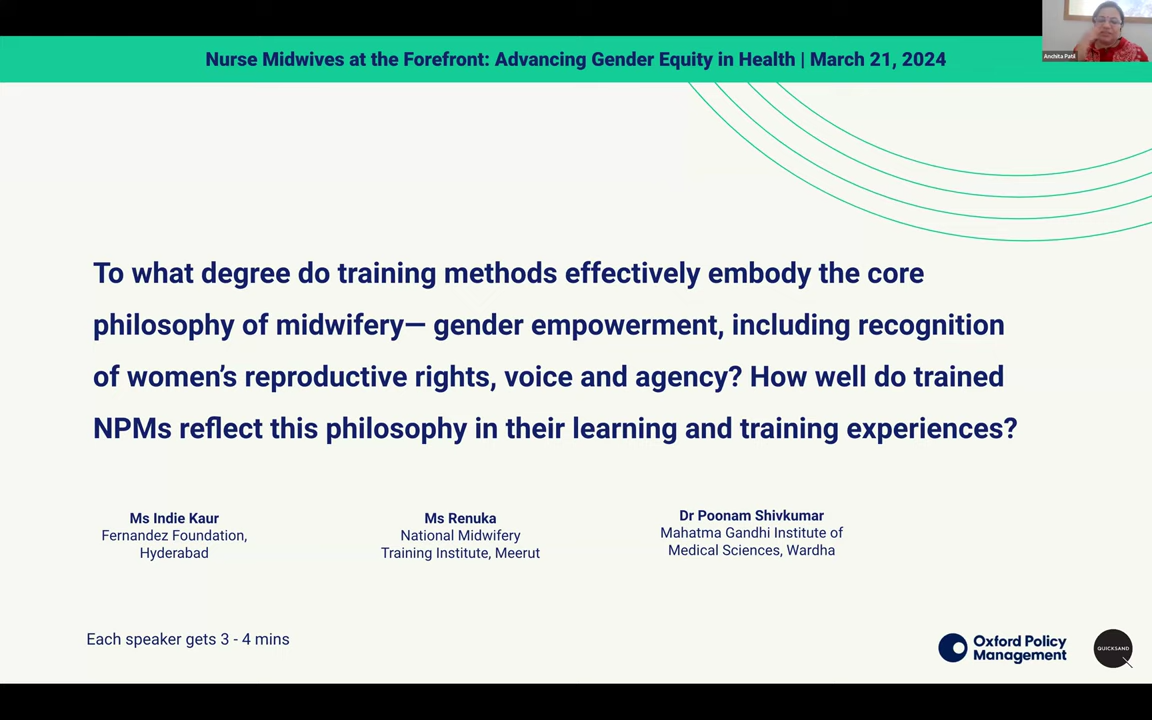 Nurse Midwives at the Forefront: Advancing Gender Equity in Health | March 21, 2024
Anchita Patil
To what degree do training methods effectively embody the core
philosophy of midwifery— gender empowerment, including recognition
of women’s reproductive rights, voice and agency? How well do trained
NPMs reflect this philosophy in their learning and training experiences?
Ms Indie Kaur
Fernandez Foundation,
Hyderabad
Ms Renuka
National Midwifery
Training Institute, Meerut
Dr Poonam Shivkumar
Mahatma Gandhi Institute of
Medical Sciences, Wardha
Each speaker gets 3 - 4 mins
Oxford Policy
Management
QUICKSAND